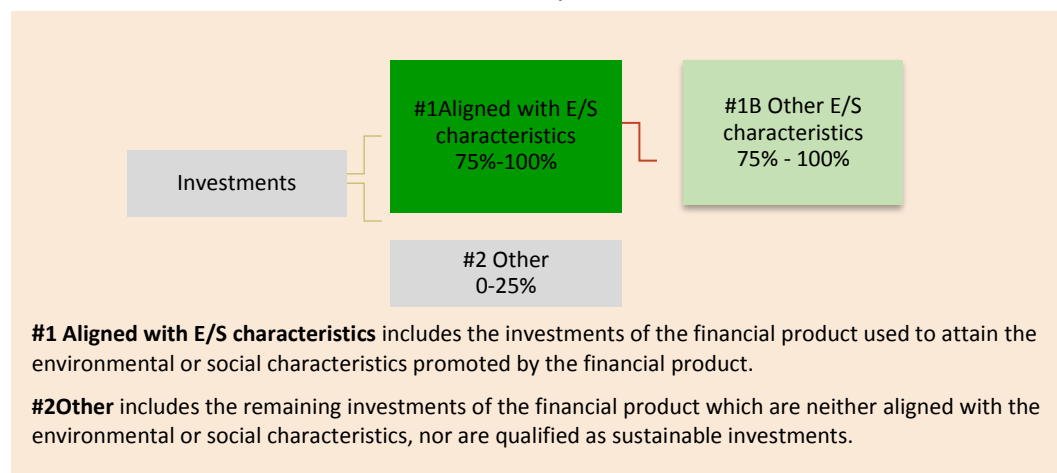 #1Aligned with E/S
characteristics
75%-100%
#1B Other E/S
characteristics
75% - 100%
Investments
#2 Other
0-25%
#1 Aligned with E/S characteristics includes the investments of the financial product used to attain the
environmental or social characteristics promoted by the financial product.
#2Other includes the remaining investments of the financial product which are neither aligned with the
environmental or social characteristics, nor are qualified as sustainable investments.